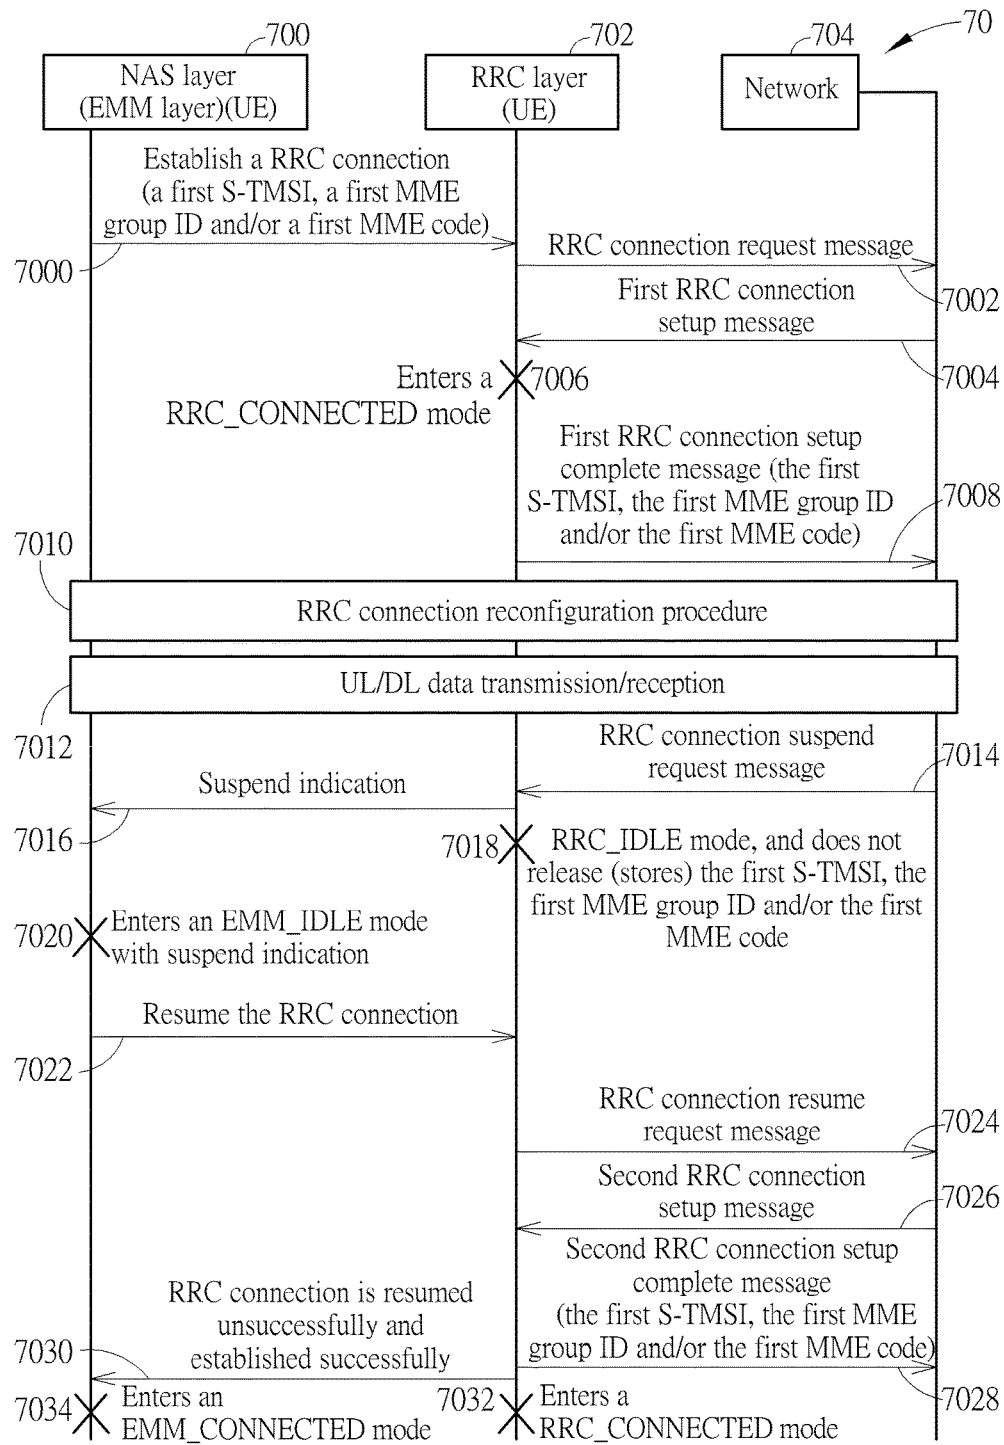 70
700
702
704
NAS layer
(EMM layer)(UE)
RRC layer
(UE)
Network
Establish a RRC connection
(a first S-TMSI, a first MME
group ID and/or a first MME code)
7000
RRC connection request message
7002
First RRC connection
setup message
7004
Enters a
RRC_CONNECTED mode
7006
First RRC connection setup
complete message (the first
S-TMSI, the first MME group ID
and/or the first MME code)
7008
7010
RRC connection reconfiguration procedure
UL/DL data transmission/reception
7012
RRC connection suspend
request message
7014
Suspend indication
7016
7018
RRC_IDLE mode, and does not
release (stores) the first S-TMSI, the
first MME group ID and/or the first
MME code
7020
Enters an EMM_IDLE mode
with suspend indication
Resume the RRC connection
7022
RRC connection resume
request message
7024
Second RRC connection
setup message
7026
Second RRC connection setup
complete message
(the first S-TMSI, the first MME
group ID and/or the first MME code)
7028
RRC connection is resumed
unsuccessfully and
established successfully
7030
7032
Enters a
RRC_CONNECTED mode
7034
Enters an
EMM_CONNECTED mode